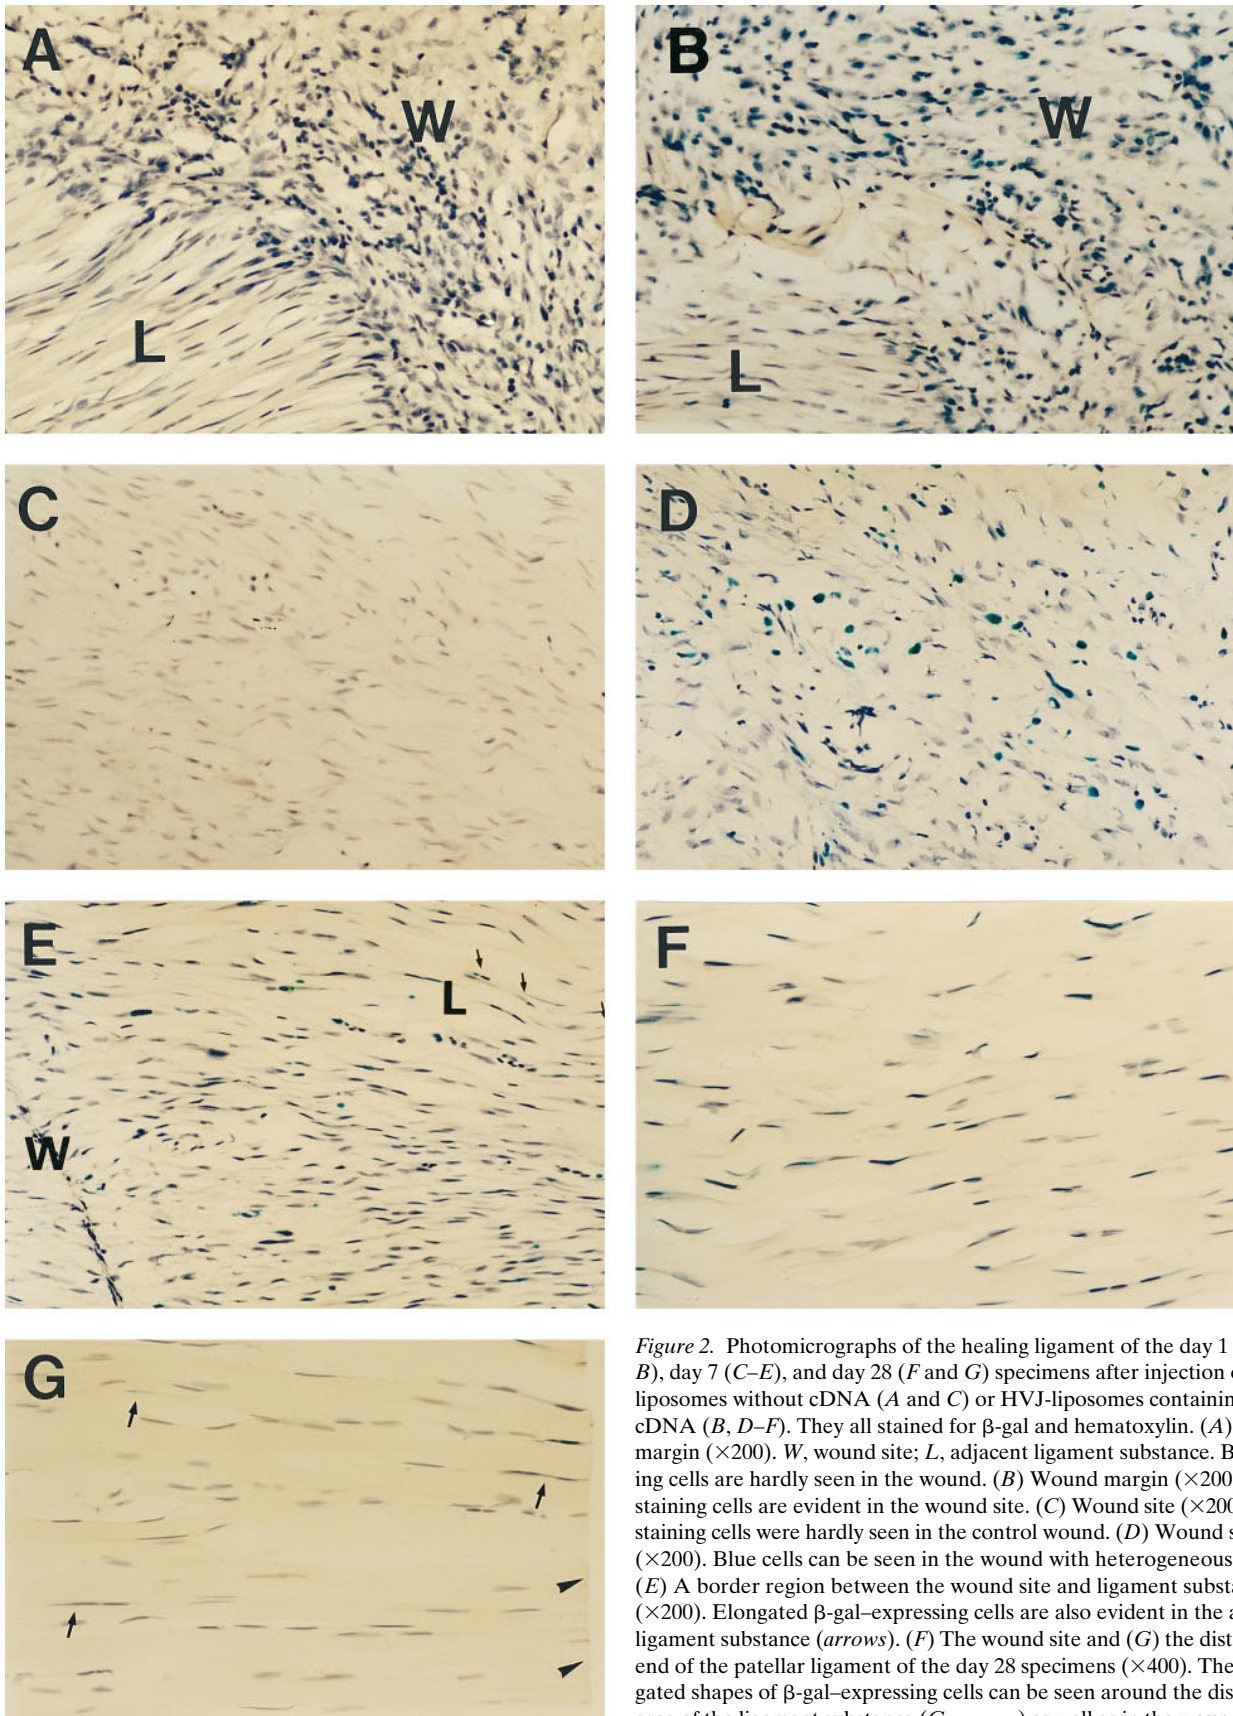 A
W
L
B
W
L
C
D
E
L
W
F
G
Figure 2. Photomicrographs of the healing ligament of the day 1
B), day 7 (C–E), and day 28 (F and G) specimens after injection
liposomes without cDNA (A and C) or HVJ-liposomes
cDNA (B, D–F). They all stained for β-gal and hematoxylin. (A)
margin (×200). W, wound site; L, adjacent ligament substance.
ing cells are hardly seen in the wound. (B) Wound margin (×200
staining cells are evident in the wound site. (C) Wound site (×200
staining cells were hardly seen in the control wound. (D) Wound
(×200). Blue cells can be seen in the wound with heterogeneous
(E) A border region between the wound site and ligament
(×200). Elongated β-gal–expressing cells are also evident in the
ligament substance (arrows). (F) The wound site and (G) the
end of the patellar ligament of the day 28 specimens (×400).
gated shapes of β-gal–expressing cells can be seen around the